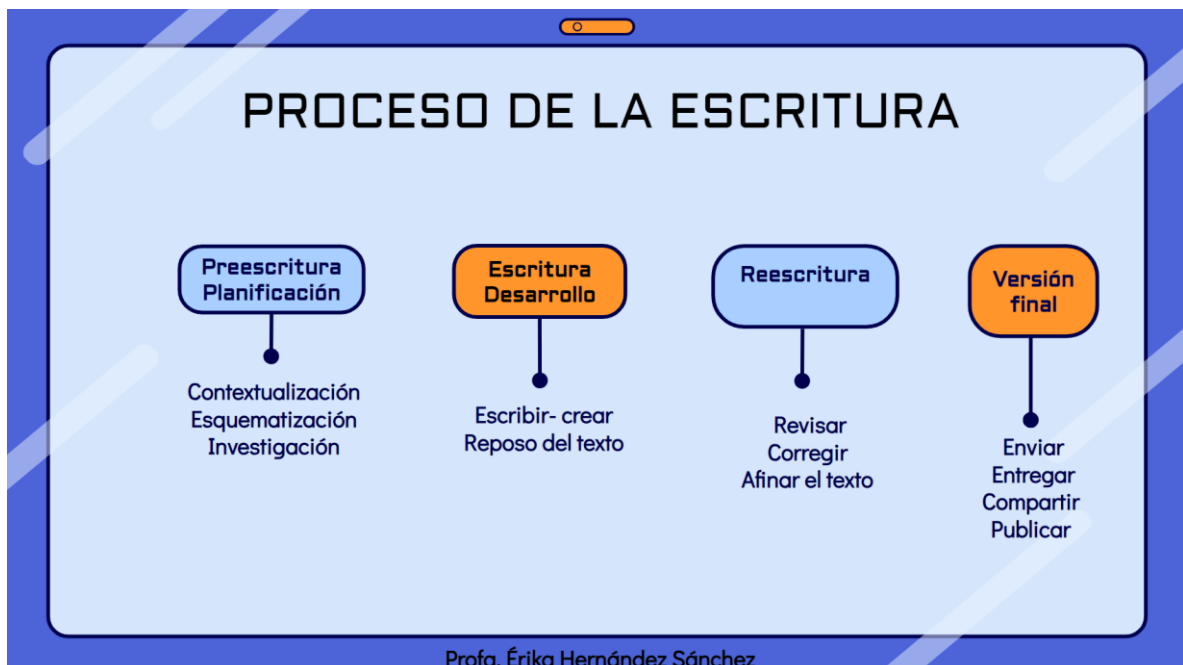 PROCESO DE LA ESCRITURA
Preescritura
Planificación
Contextualización
Esquematización
Investigación
Escritura
Desarrollo
Escribir- crear
Reposo del texto
Reescritura
Revisar
Corregir
Afinar el texto
Versión
final
Enviar
Entregar
Compartir
Publicar
Profa. Érika Hernández Sánchez